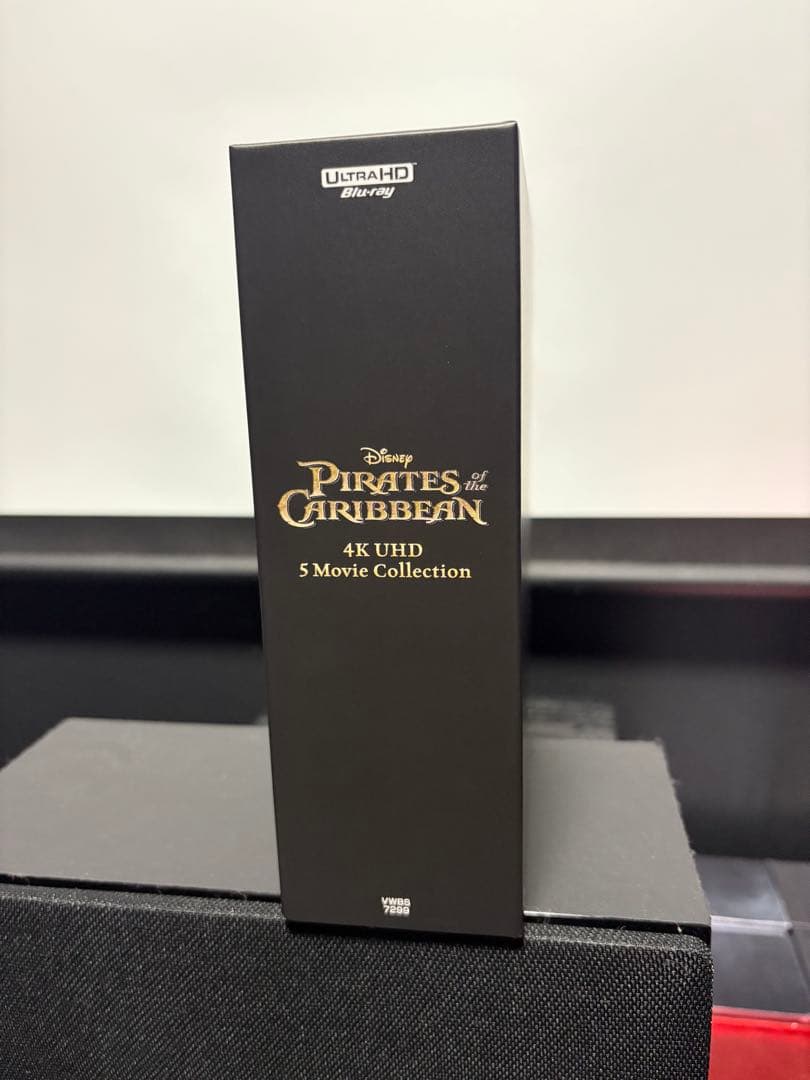 ULTRA HD
Blu-ray
Disney
PIRATES of the
CARIBBEAN
4K UHD
5 Movie Collection
VWBS
7299